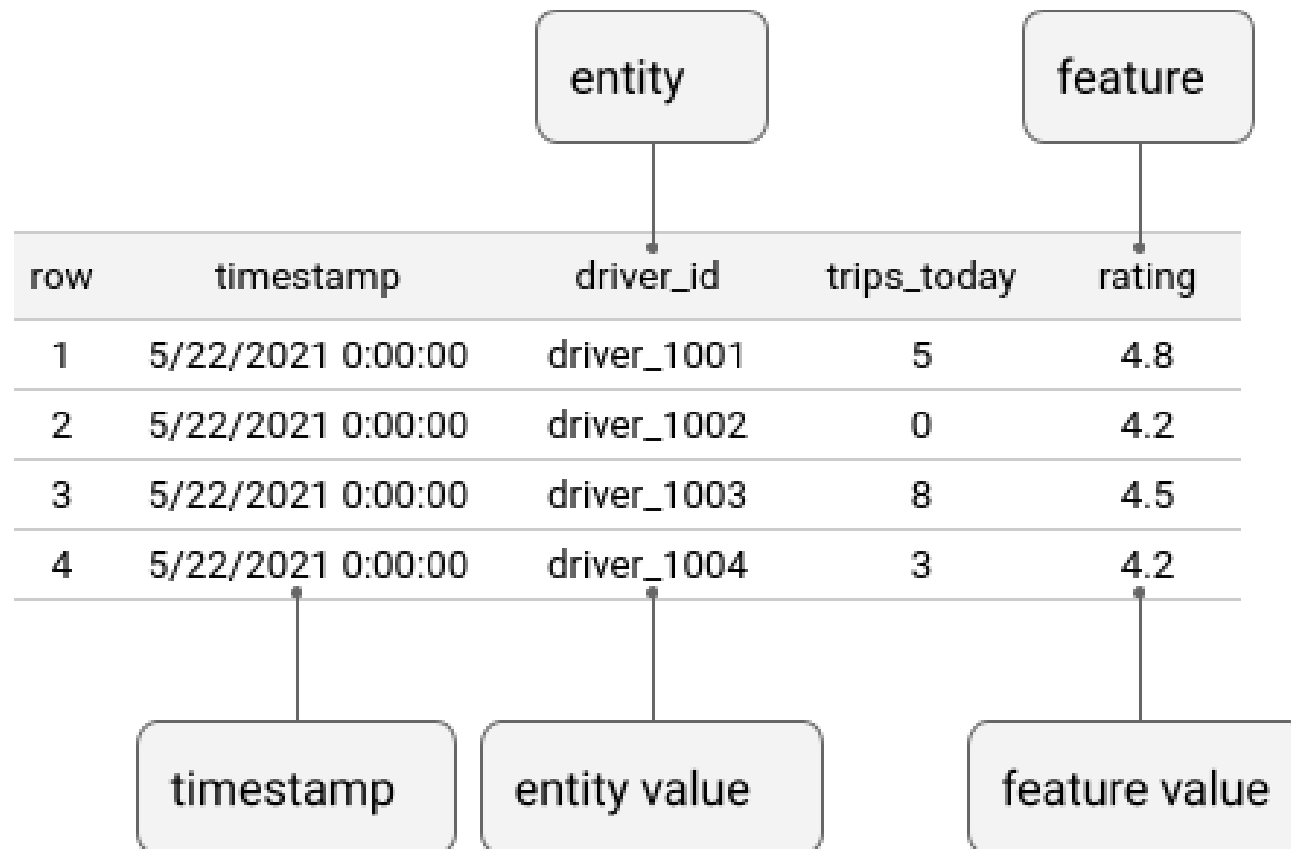 entity feature
row timestamp driver_id trips_today rating
1 5/22/2021 0:00:00 driver_1001 5 4.8
2 5/22/2021 0:00:00 driver_1002 0 4.2
3 5/22/2021 0:00:00 driver_1003 8 4.5
4 5/22/2021 0:00:00 driver_1004 3 4.2
timestamp entity value feature value